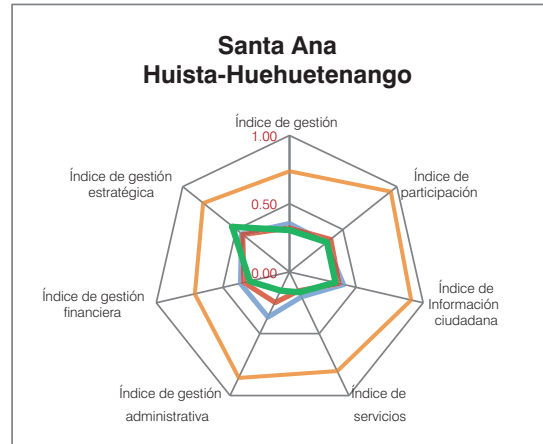 Santa Ana
Huista-Huehuetenango
Índice de gestión
1.00
Índice de gestión
estratégica
Índice de
participación
0.50
0.00
Índice de gestión
financiera
Índice de
Información
ciudadana
Índice de gestión
administrativa
Índice de
servicios